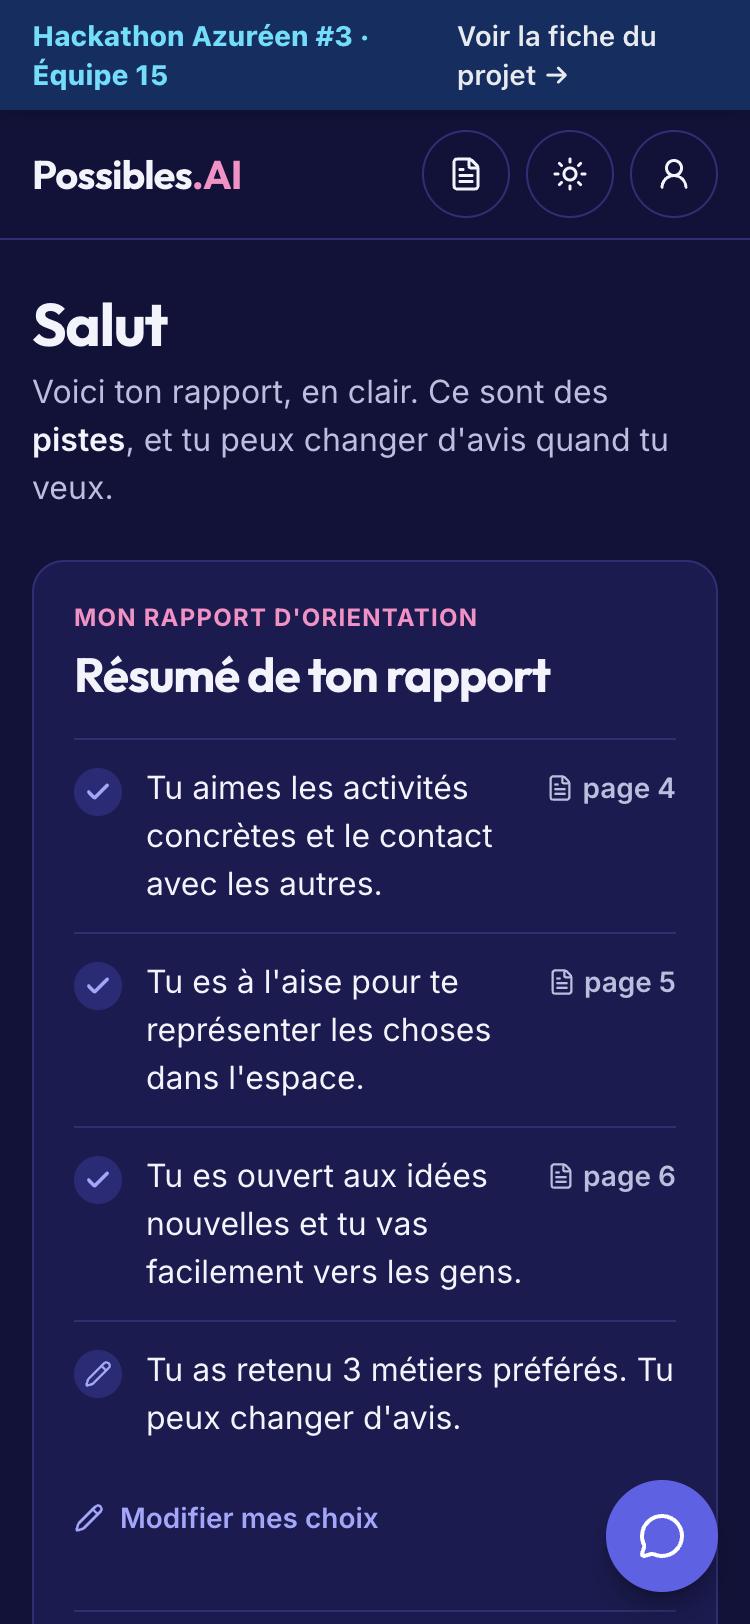 Hackathon Azuréen #3 ·
Équipe 15
Voir la fiche du
projet →
Possibles.AI
Salut
Voici ton rapport, en clair. Ce sont des
pistes, et tu peux changer d'avis quand tu
veux.
MON RAPPORT D'ORIENTATION
Résumé de ton rapport
Tu aimes les activités
concrètes et le contact
avec les autres.
page 4
Tu es à l'aise pour te
représenter les choses
dans l'espace.
page 5
Tu es ouvert aux idées
nouvelles et tu vas
facilement vers les gens.
page 6
Tu as retenu 3 métiers préférés. Tu
peux changer d'avis.
Modifier mes choix